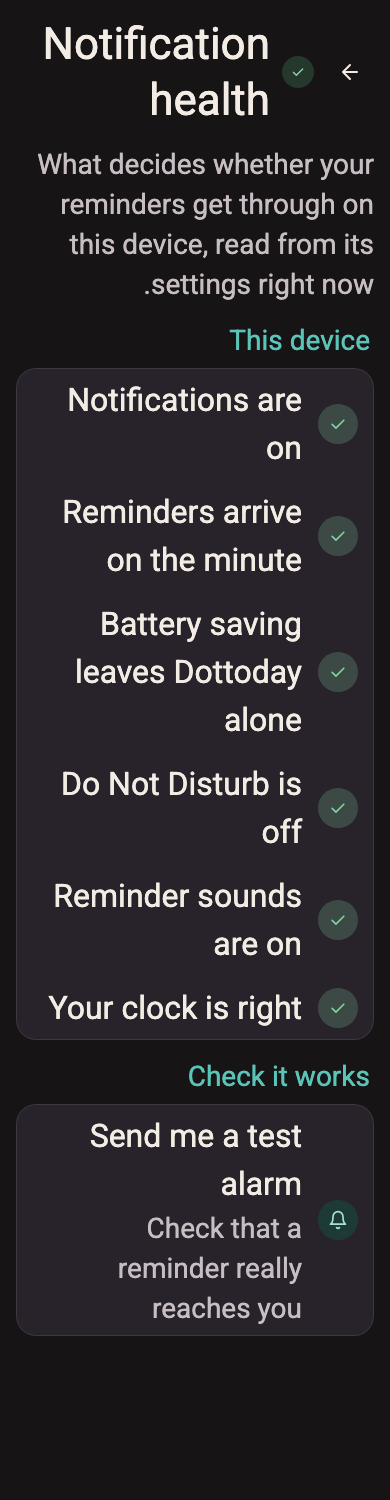 Notification
health
What decides whether your
reminders get through on
this device, read from its
.settings right now
This device
Notifications are
on
Reminders arrive
on the minute
Battery saving
leaves Dottoday
alone
Do Not Disturb is
off
Reminder sounds
are on
Your clock is right
Check it works
Send me a test
alarm
Check that a
reminder really
reaches you